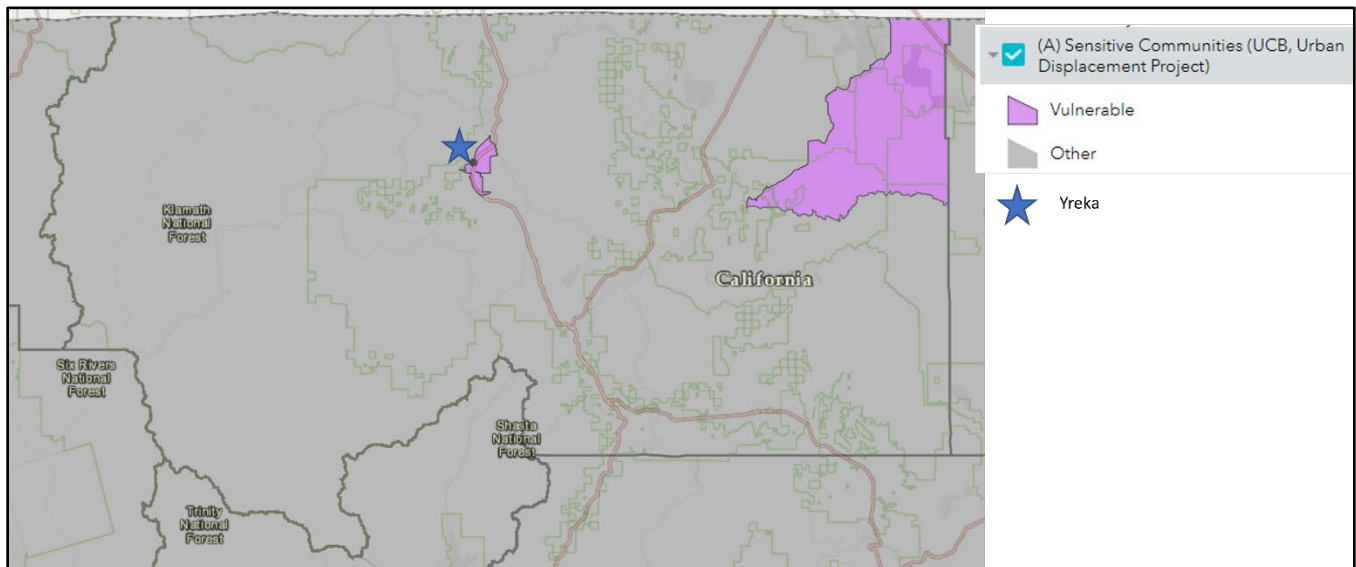 Klamath
National
Forest
Six Rivers
National
Forest
Trinity
National
Forest
Shasta
National
Forest
California
(A) Sensitive Communities (UCB, Urban
Displacement Project)
Vulnerable
Other
Yreka